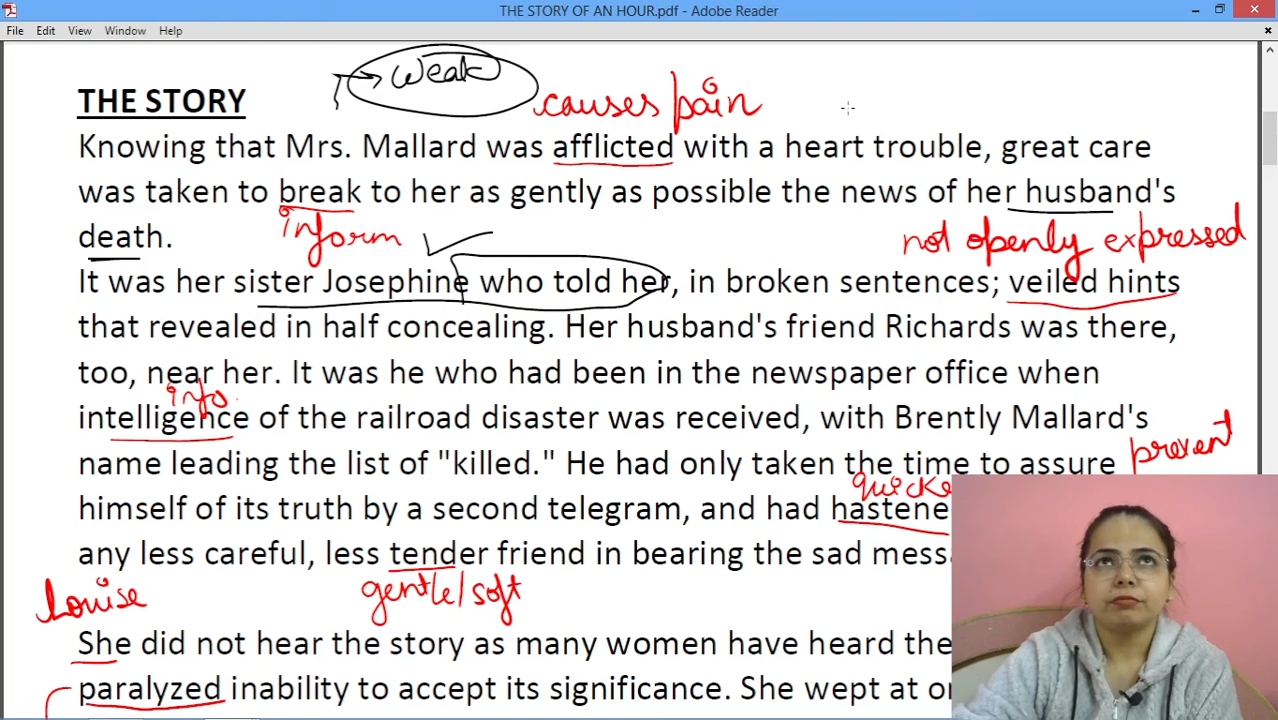 THE STORY OF AN HOUR.pdf - Adobe Reader
File Edit View Window Help
weak
THE STORY
causes pain
Knowing that Mrs. Mallard was afflicted with a heart trouble, great care
was taken to break to her as gently as possible the news of her husband's
death.
inform
not openly expressed
It was her sister Josephine who told her, in broken sentences; veiled hints
that revealed in half concealing. Her husband's friend Richards was there,
too, near her. It was he who had been in the newspaper office when
info.
intelligence of the railroad disaster was received, with Brently Mallard's
prevent
name leading the list of "killed." He had only taken the time to assure
quicke
himself of its truth by a second telegram, and had hastene
any less careful, less tender friend in bearing the sad mess
Louise
gentle/soft
She did not hear the story as many women have heard the
paralyzed inability to accept its significance. She wept at on